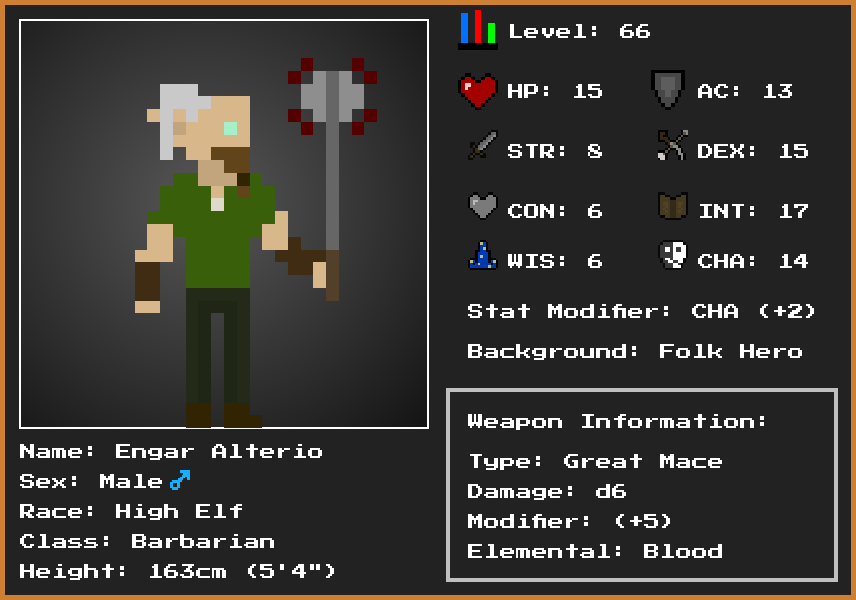 Level: 66
HP: 15
AC: 13
STR: 8
DEX: 15
CON: 6
INT: 17
WIS: 6
CHA: 14
Stat Modifier: CHA (+2)
Background: Folk Hero
Weapon Information:
Type: Great Mace
Damage: d6
Modifier: (+5)
Elemental: Blood
Name: Engar Alterio
Sex: Male ♂
Race: High Elf
Class: Barbarian
Height: 163cm (5'4")